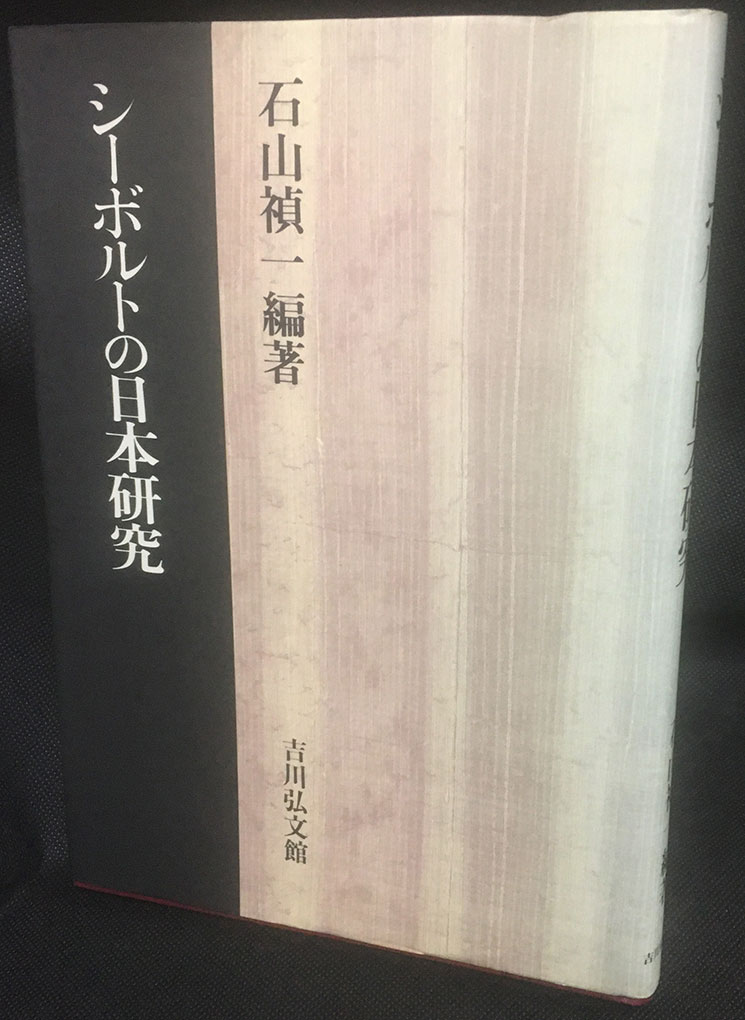 シーボルトの日本研究
石山禎一編著
吉川弘文館